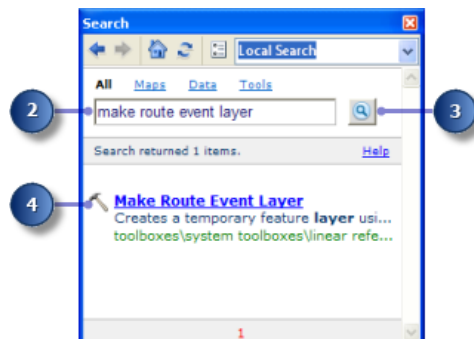 Search
Local Search
All Maps Data Tools
2 make route event layer 3
Search returned 1 items. Help
4 Make Route Event Layer
Creates a temporary feature layer usi...
toolboxes\system toolboxes\linear refe...
1